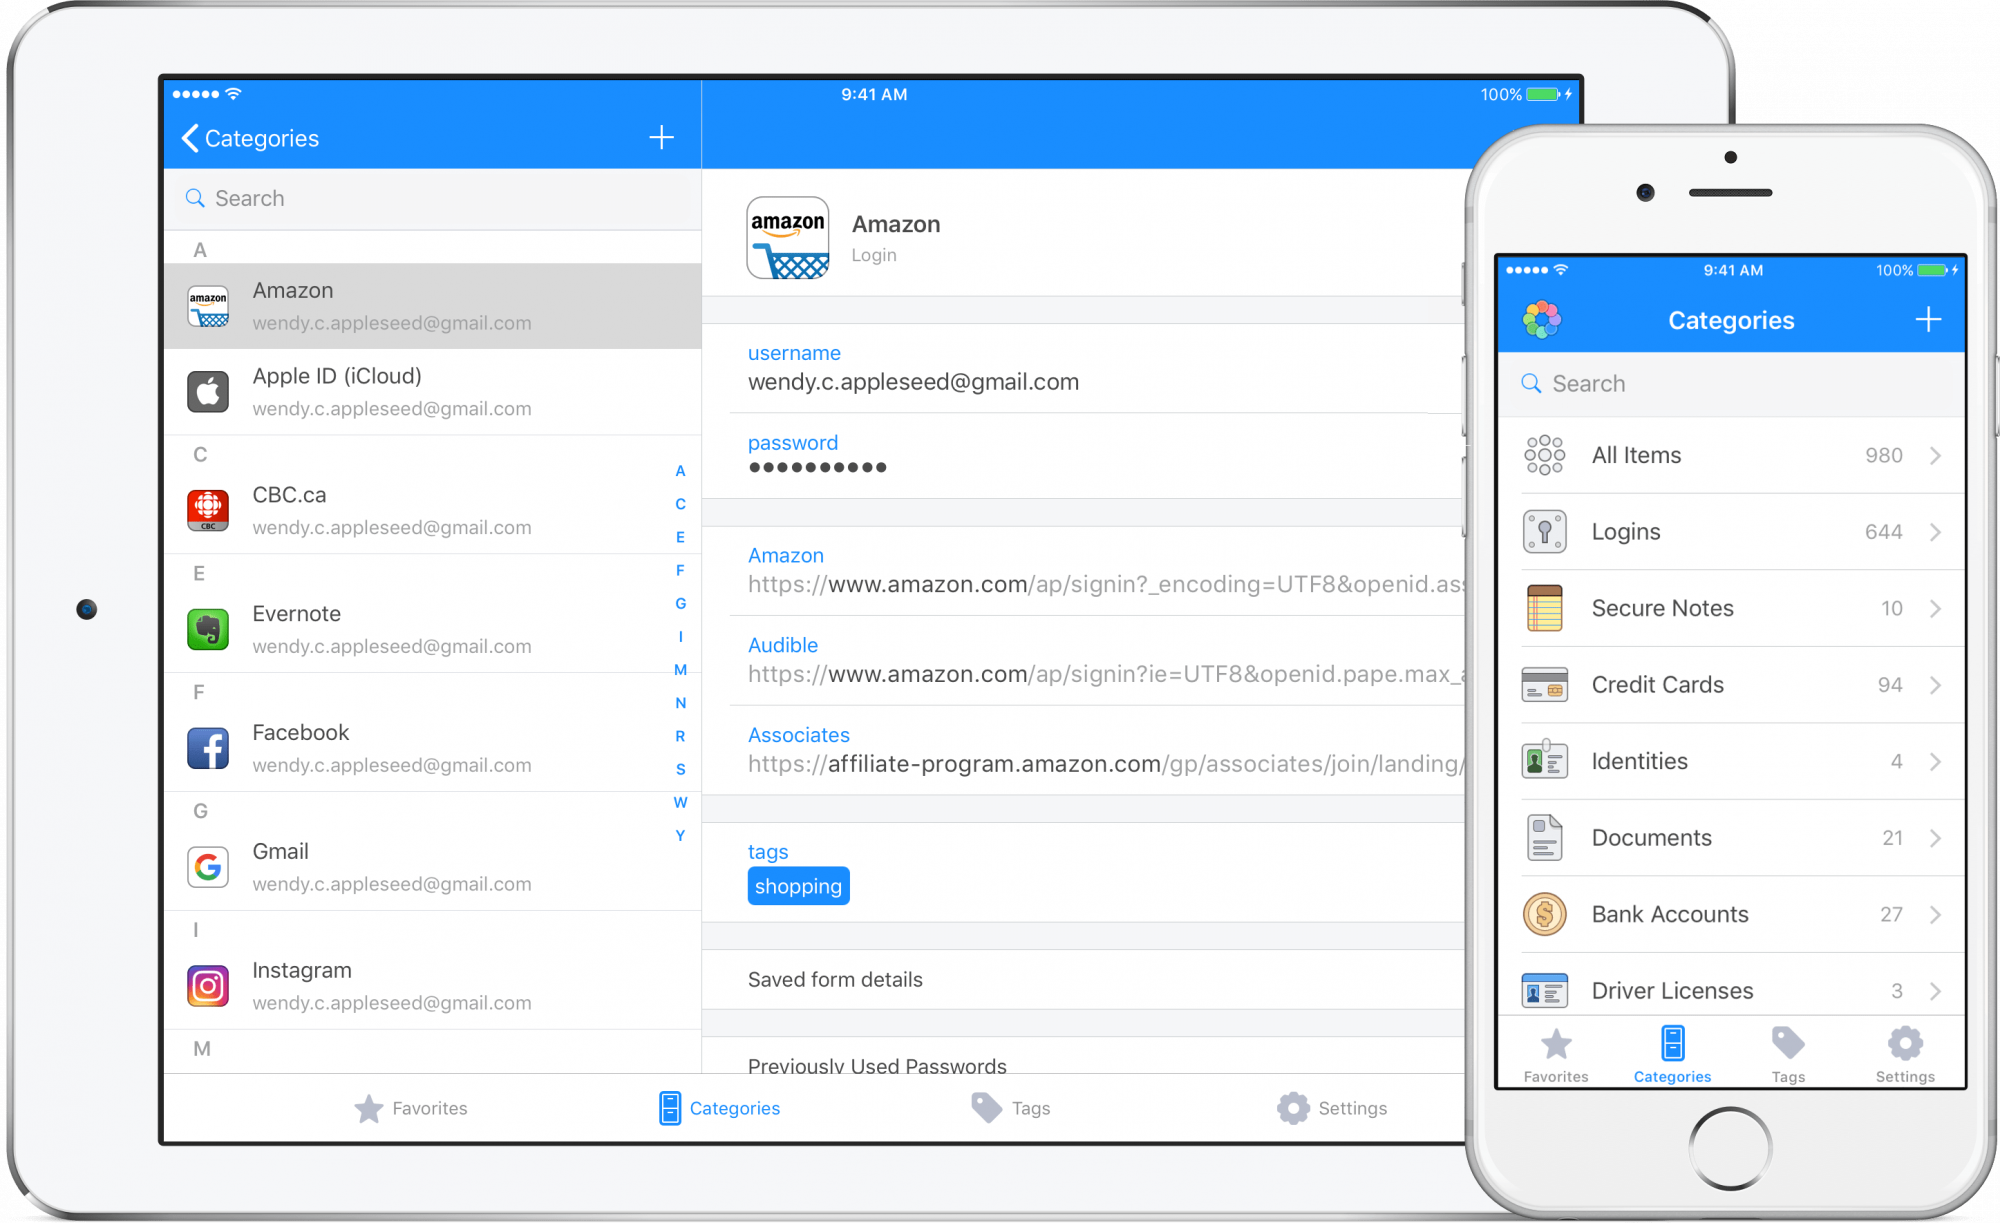 9:41 AM
100%
Categories
Search
A
amazon
Amazon
wendy.c.appleseed@gmail.com
Apple ID (iCloud)
wendy.c.appleseed@gmail.com
C
CBC
CBC.ca
wendy.c.appleseed@gmail.com
E
Evernote
wendy.c.appleseed@gmail.com
F
Facebook
wendy.c.appleseed@gmail.com
G
Gmail
wendy.c.appleseed@gmail.com
I
Instagram
wendy.c.appleseed@gmail.com
M
A
C
E
F
G
I
M
N
R
S
W
Y
amazon
Amazon
Login
username
wendy.c.appleseed@gmail.com
password
Amazon
https://www.amazon.com/ap/signin?_encoding=UTF8&openid.ass
Audible
https://www.amazon.com/ap/signin?ie=UTF8&openid.pape.max_a
Associates
https://affiliate-program.amazon.com/gp/associates/join/landing/
tags
shopping
Saved form details
Previously Used Passwords
Favorites
Categories
Tags
Settings
9:41 AM
100%
Categories
Search
All Items 980
Logins 644
Secure Notes 10
Credit Cards 94
Identities 4
Documents 21
Bank Accounts 27
Driver Licenses 3
Favorites
Categories
Tags
Settings